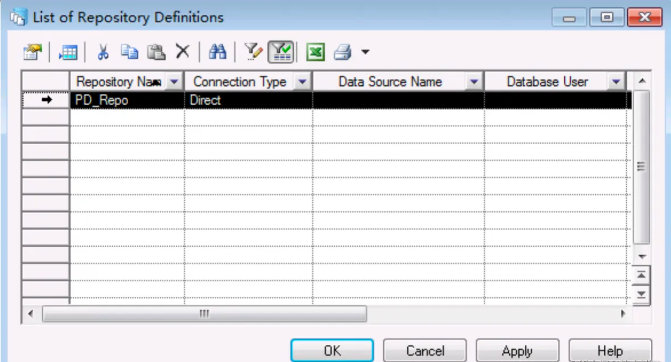 List of Repository Definitions
Repository Nam Connection Type Data Source Name Database User
PD_Repo Direct
OK Cancel Apply Help